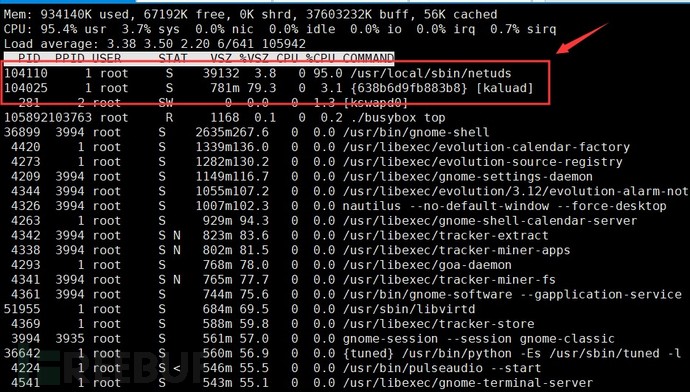 Mem: 934140K used, 67192K free, 0K shrd, 37603232K buff, 56K cached
CPU: 95.4% usr  3.7% sys  0.0% nic  0.0% idle  0.0% io  0.0% irq  0.7% sirq
Load average: 3.38 3.50 2.20 6/641 105942
PID PPID USER STAT VSZ %VSZ CPU %CPU COMMAND
104110 1 root S 39132 3.8 0 95.0 /usr/local/sbin/netuds
104025 1 root S 781m 79.3 0 3.1 {638b6d9fb883b8} [kaluad]
281 2 root SW 0 0.0 0 1.3 [kswapd0]
105892103763 root R 1168 0.1 0 0.2 ./busybox top
36899 3994 root S 2635m267.6 0 0.0 /usr/bin/gnome-shell
4420 1 root S 1339m136.0 0 0.0 /usr/libexec/evolution-calendar-factory
4273 1 root S 1282m130.2 0 0.0 /usr/libexec/evolution-source-registry
4209 3994 root S 1149m116.7 0 0.0 /usr/libexec/gnome-settings-daemon
4344 3994 root S 1055m107.2 0 0.0 /usr/libexec/evolution/3.12/evolution-alarm-not
4326 3994 root S 1007m102.3 0 0.0 nautilus --no-default-window --force-desktop
4263 1 root S 929m 94.3 0 0.0 /usr/libexec/gnome-shell-calendar-server
4342 3994 root S N 823m 83.6 0 0.0 /usr/libexec/tracker-extract
4338 3994 root S N 802m 81.5 0 0.0 /usr/libexec/tracker-miner-apps
4293 1 root S 768m 78.0 0 0.0 /usr/libexec/goa-daemon
4341 3994 root S N 765m 77.7 0 0.0 /usr/libexec/tracker-miner-fs
4361 3994 root S 744m 75.6 0 0.0 /usr/bin/gnome-software --gapplication-service
51955 1 root S 684m 69.5 0 0.0 /usr/sbin/libvirtd
4369 1 root S 588m 59.8 0 0.0 /usr/libexec/tracker-store
3994 3935 root S 561m 57.0 0 0.0 gnome-session --session gnome-classic
36642 1 root S 560m 56.9 0 0.0 {tuned} /usr/bin/python -Es /usr/sbin/tuned -l
4224 1 root S < 546m 55.5 0 0.0 /usr/bin/pulseaudio --start
4541 1 root S 543m 55.1 0 0.0 /usr/libexec/gnome-terminal-server
FREEBUF